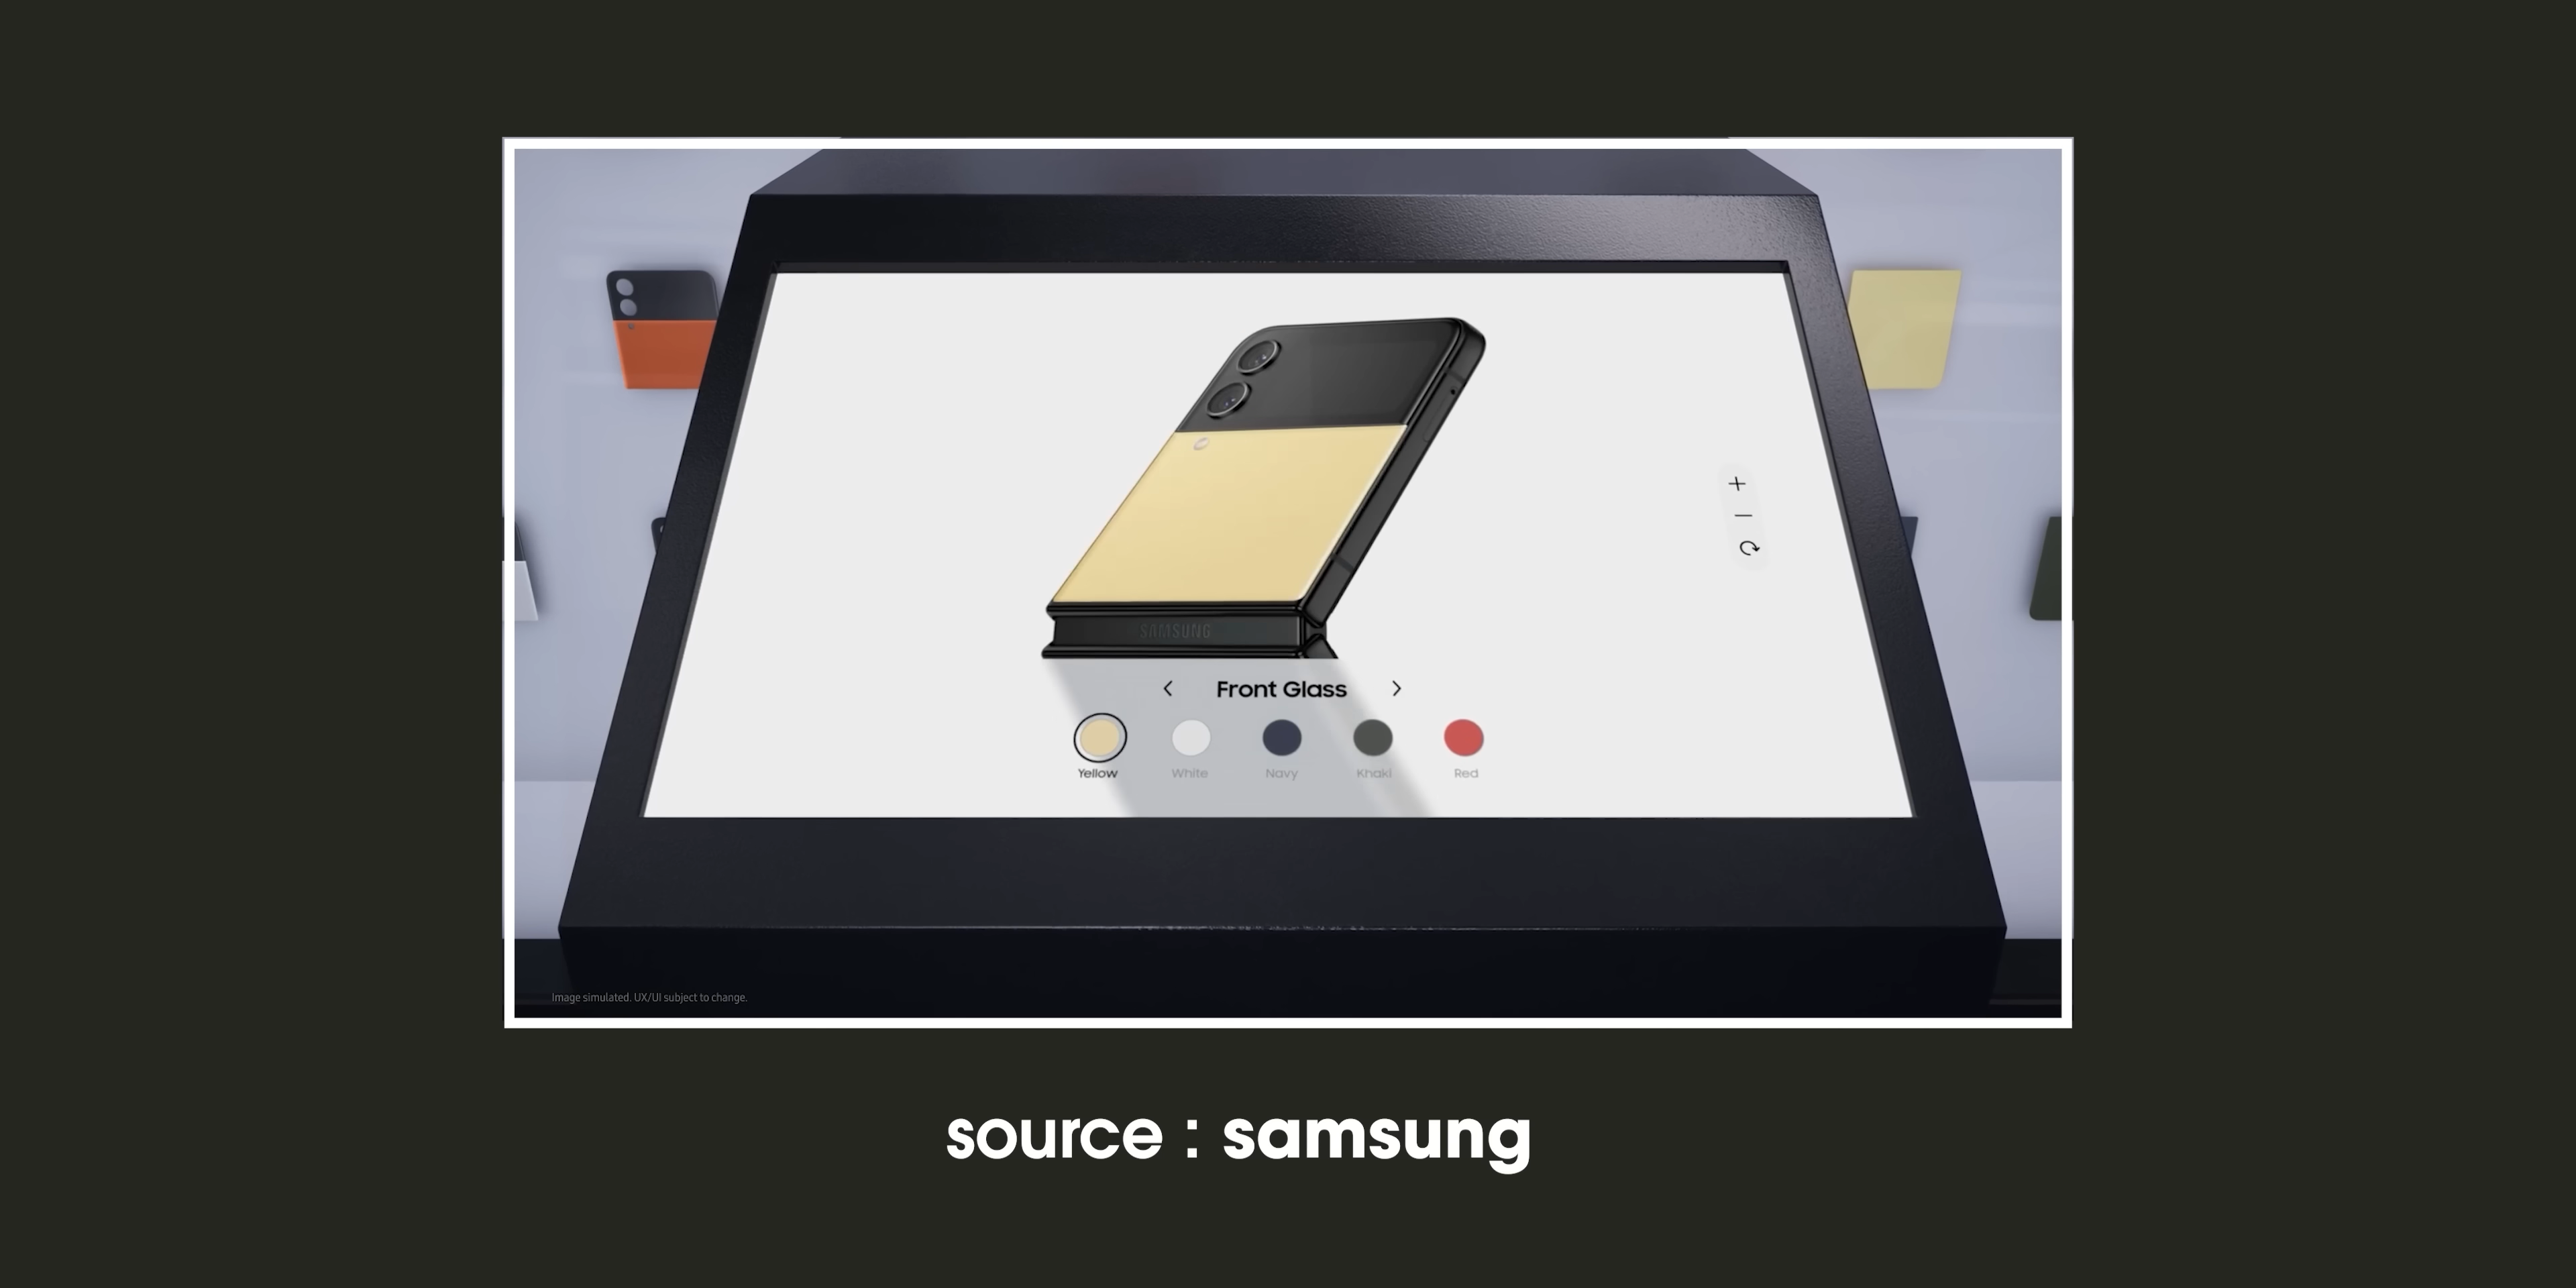 SAMSUNG
Front Glass
Yellow White Navy Khaki Red
Image simulated. UX/UI subject to change.
source : samsung